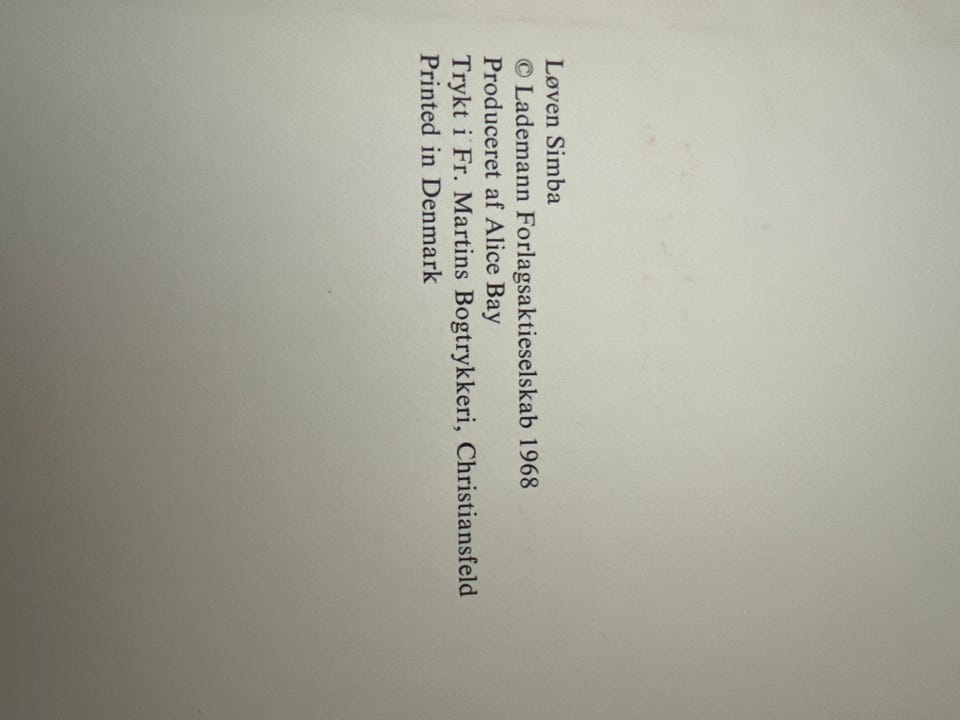 Løven Simba
© Lademann Forlagsaktieselskab 1968
Produceret af Alice Bay
Trykt i Fr. Martins Bogtrykkeri, Christiansfeld
Printed in Denmark